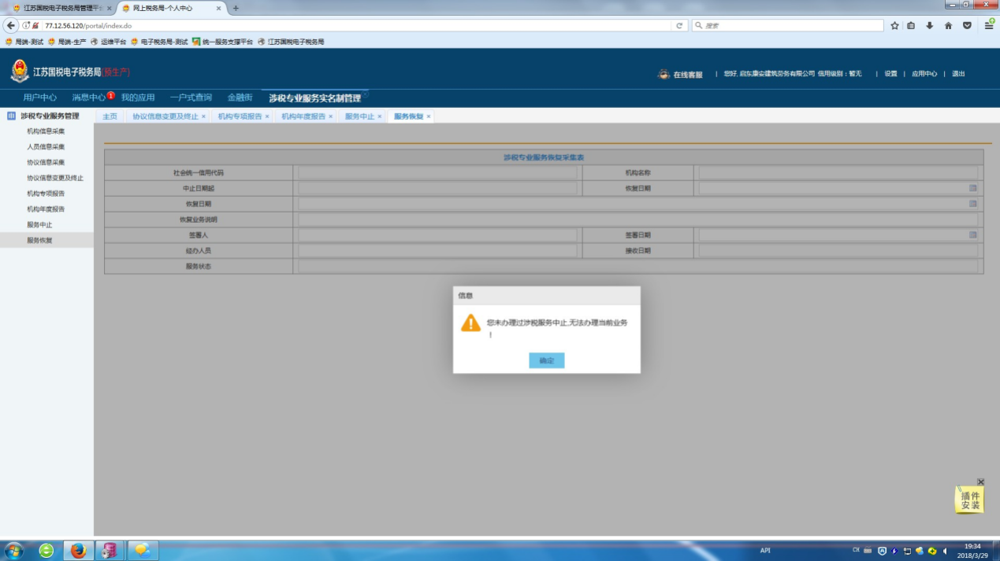 江苏国税电子税务局管理平台
网上税务局-个人中心
77.12.56.120/portal/index.do
搜索
局端-测试 局端-生产 运维平台 电子税务局-测试 统一服务支撑平台 江苏国税电子税务局
江苏国税电子税务局(预生产)
在线客服 | 您好, 启东康安建筑劳务有限公司 信用级别：暂无 | 设置 | 应用中心 | 退出
用户中心 消息中心 1 我的应用 一户式查询 金融街 涉税专业服务实名制管理
涉税专业服务管理
机构信息采集
人员信息采集
协议信息采集
协议信息变更及终止
机构专项报告
机构年度报告
服务中止
服务恢复
主页 协议信息变更及终止 × 机构专项报告 × 机构年度报告 × 服务中止 × 服务恢复 ×
涉税专业服务恢复采集表
社会统一信用代码 机构名称
中止日期起 恢复日期
恢复日期
恢复业务说明
签署人 签署日期
经办人员 接收日期
服务状态
信息
您未办理过涉税服务中止,无法办理当前业务
！
确定
插件
安装
API
CH
19:34
2018/3/29